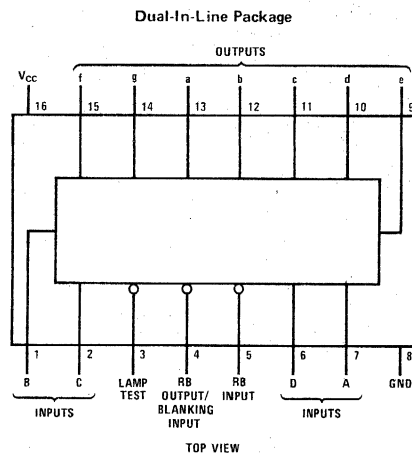 Dual-In-Line Package
OUTPUTS
VCC f g a b c d e
16 15 14 13 12 11 10 9
1 2 3 4 5 6 7 8
B C LAMP TEST RB OUTPUT/ BLANKING INPUT RB INPUT D A GND
INPUTS INPUTS
TOP VIEW